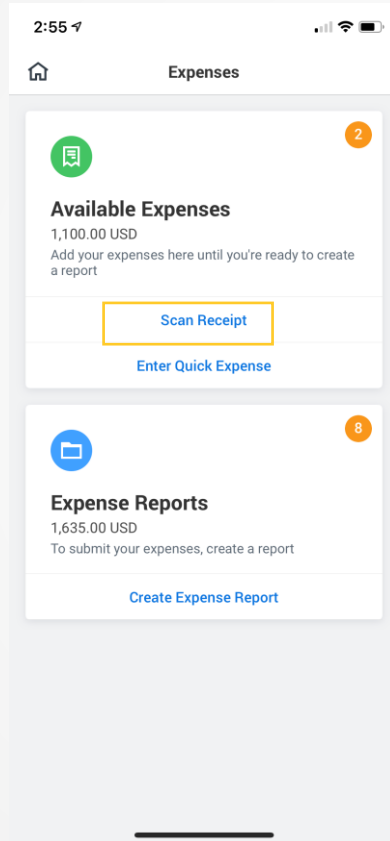 2:55
Expenses
2
Available Expenses
1,100.00 USD
Add your expenses here until you're ready to create
a report
Scan Receipt
Enter Quick Expense
8
Expense Reports
1,635.00 USD
To submit your expenses, create a report
Create Expense Report